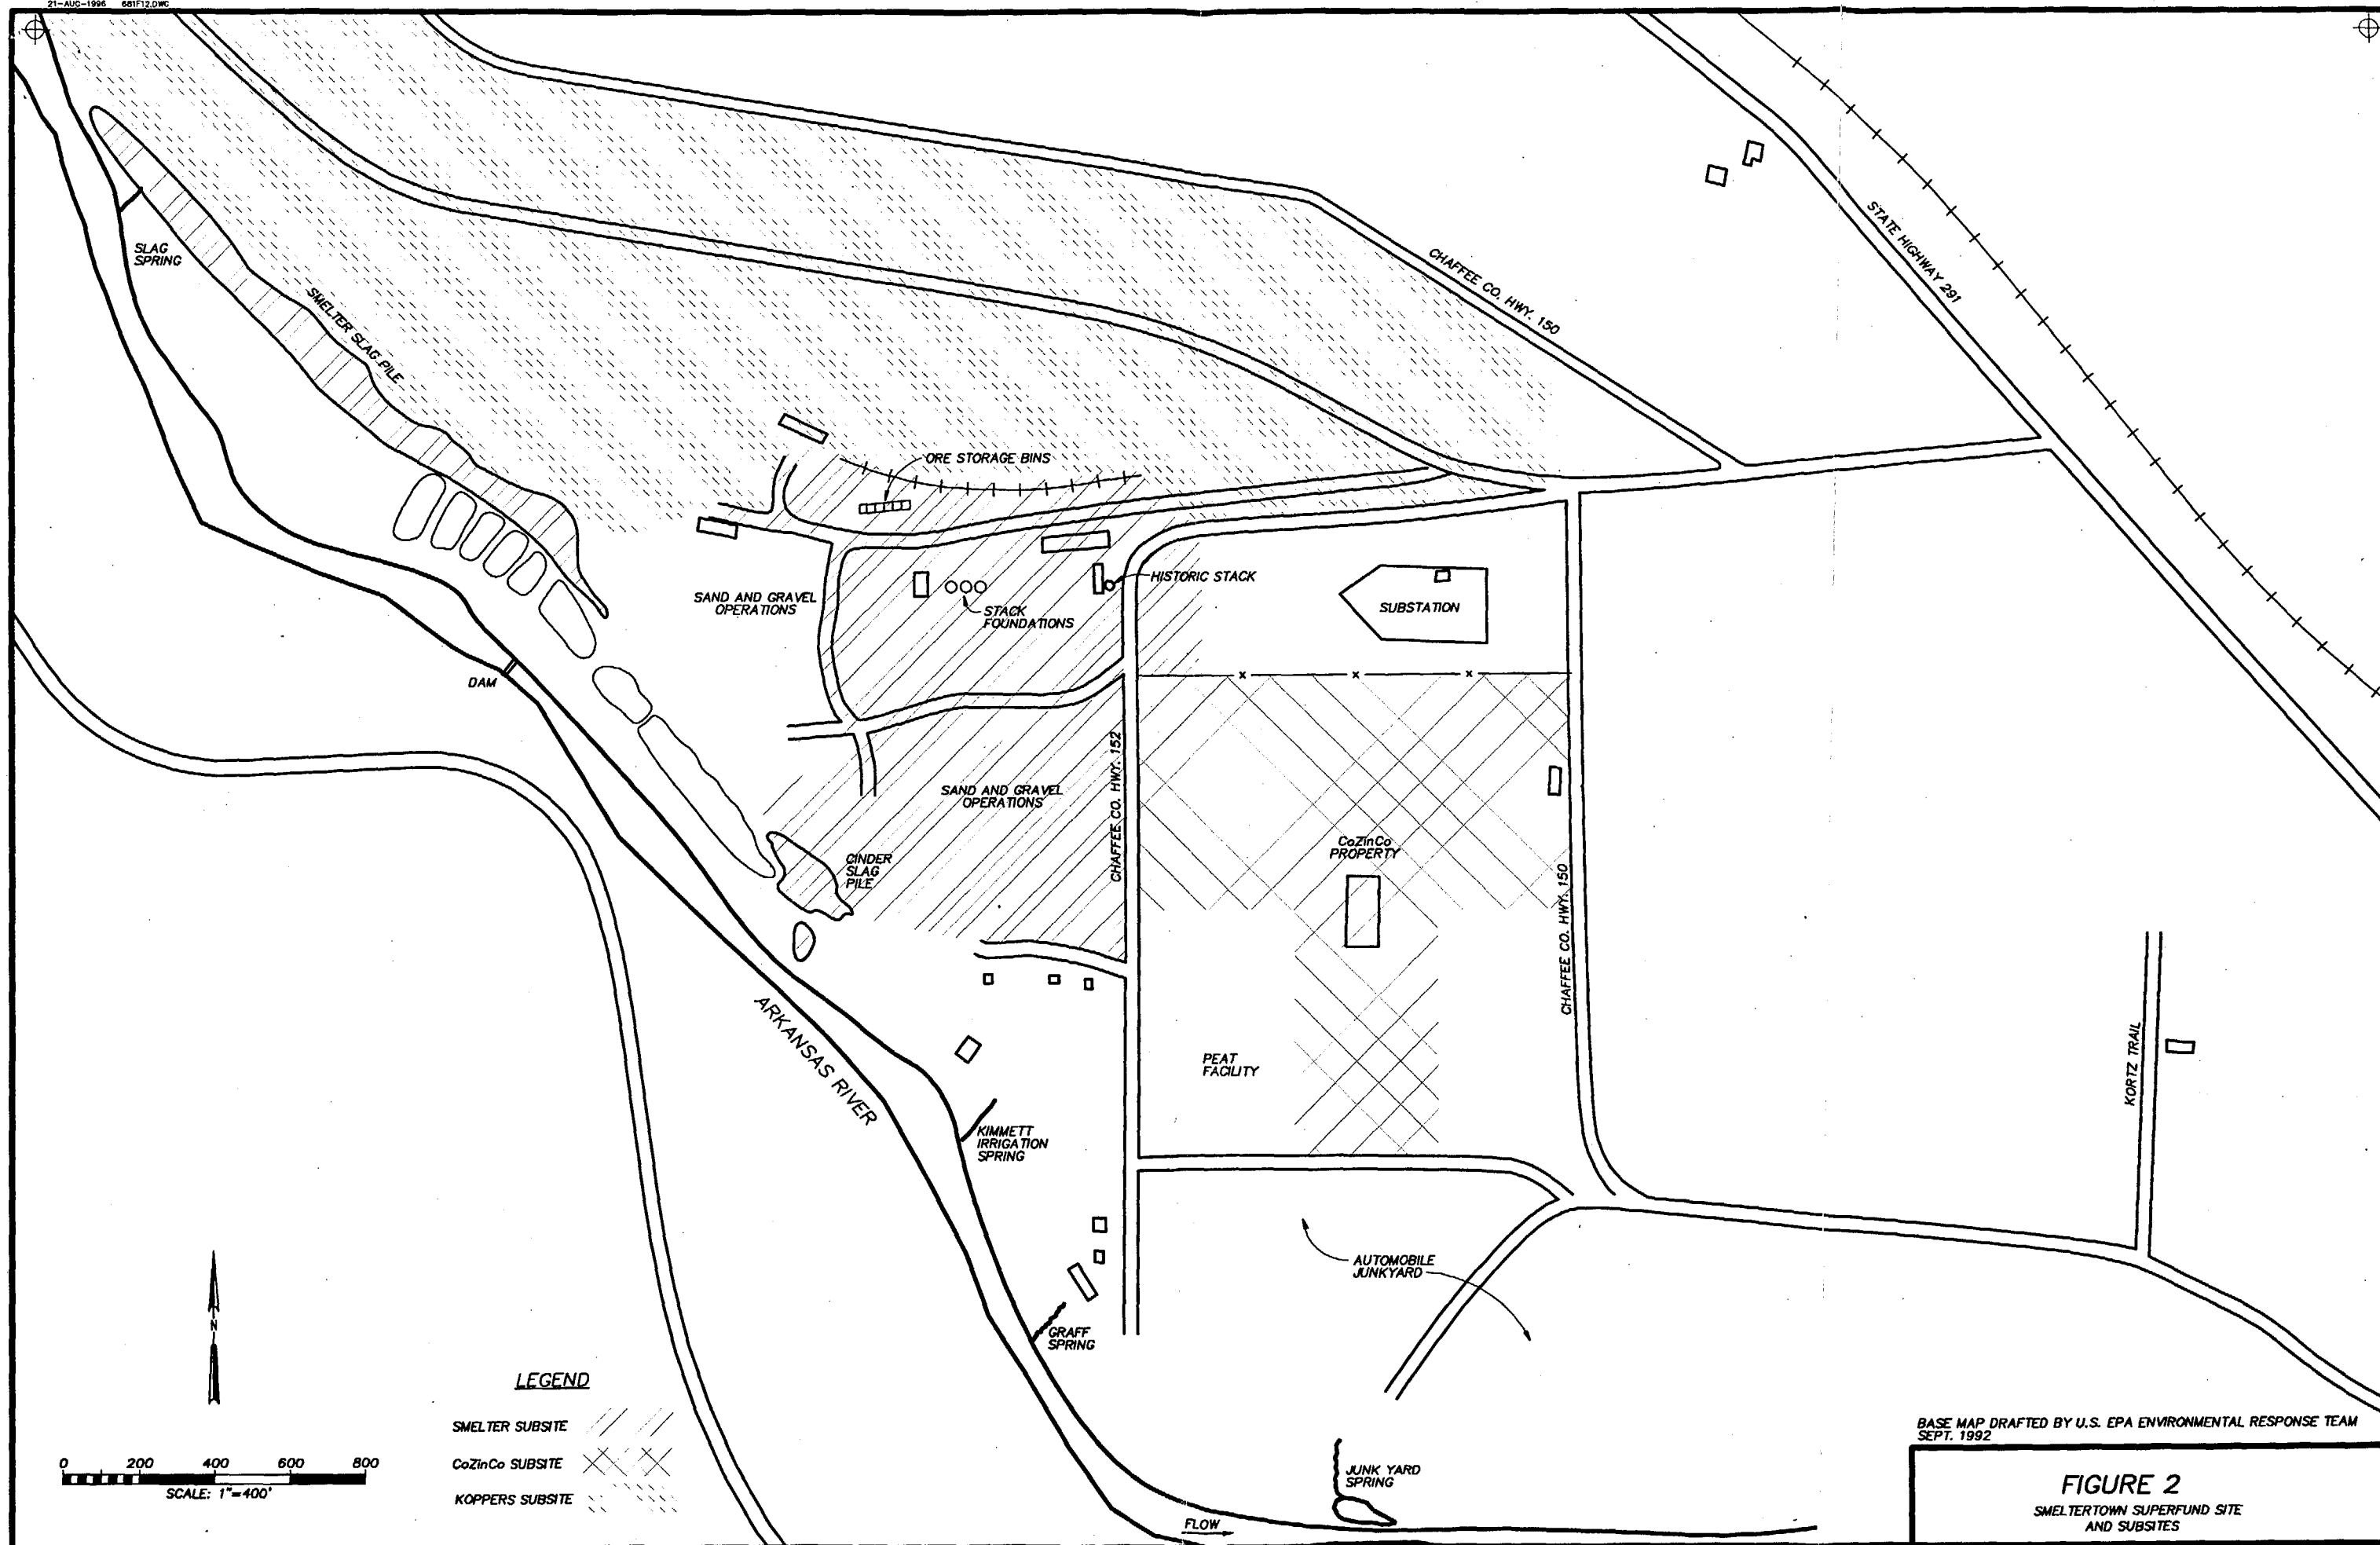 21-AUG-1996 681F12.DWG
SLAG
SPRING
SMELTER SLAG PILE
CHAFFEE CO. HWY. 150
STATE HIGHWAY 291
ORE STORAGE BINS
SAND AND GRAVEL
OPERATIONS
STACK
FOUNDATIONS
HISTORIC STACK
SUBSTATION
DAM
SAND AND GRAVEL
OPERATIONS
CHAFFEE CO. HWY. 152
CINDER
SLAG
PILE
CoZinCo
PROPERTY
CHAFFEE CO. HWY. 150
ARKANSAS RIVER
PEAT
FACILITY
KORTZ TRAIL
KIMMETT
IRRIGATION
SPRING
AUTOMOBILE
JUNKYARD
GRAFF
SPRING
N
LEGEND
SMELTER SUBSITE
CoZinCo SUBSITE
KOPPERS SUBSITE
0 200 400 600 800
SCALE: 1"=400'
JUNK YARD
SPRING
FLOW
BASE MAP DRAFTED BY U.S. EPA ENVIRONMENTAL RESPONSE TEAM
SEPT. 1992
FIGURE 2
SMELTERTOWN SUPERFUND SITE
AND SUBSITES